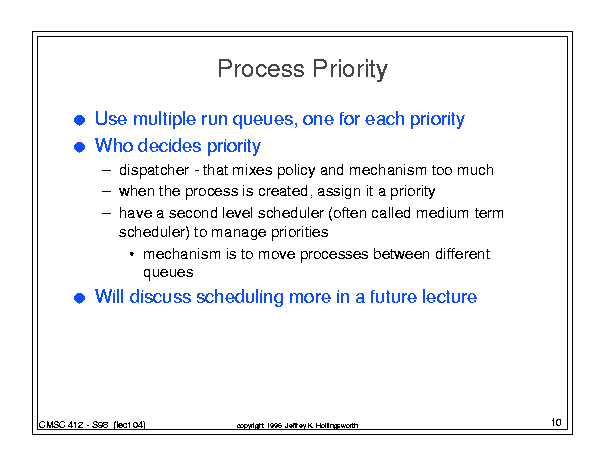 Process Priority
● Use multiple run queues, one for each priority
● Who decides priority
– dispatcher - that mixes policy and mechanism too much
– when the process is created, assign it a priority
– have a second level scheduler (often called medium term
scheduler) to manage priorities
• mechanism is to move processes between different
queues
● Will discuss scheduling more in a future lecture
CMSC 412 - S98 (lect 04)
copyright 1996 Jeffrey K. Hollingsworth
10